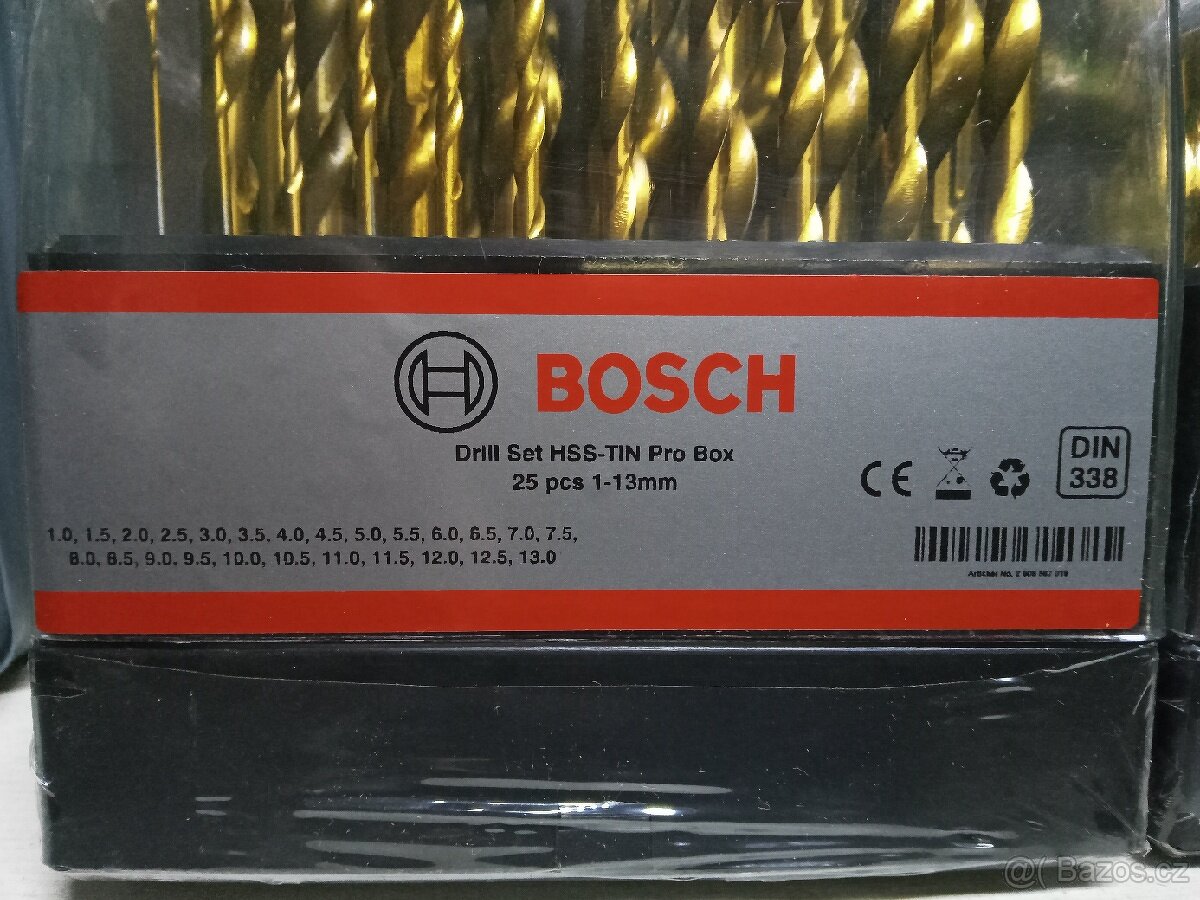 BOSCH
Drill Set HSS-TIN Pro Box
25 pcs 1-13mm
CE
DIN
338
1.0, 1.5, 2.0, 2.5, 3.0, 3.5, 4.0, 4.5, 5.0, 5.5, 6.0, 6.5, 7.0, 7.5,
8.0, 8.5, 9.0, 9.5, 10.0, 10.5, 11.0, 11.5, 12.0, 12.5, 13.0
No.
@( Bazos.cz